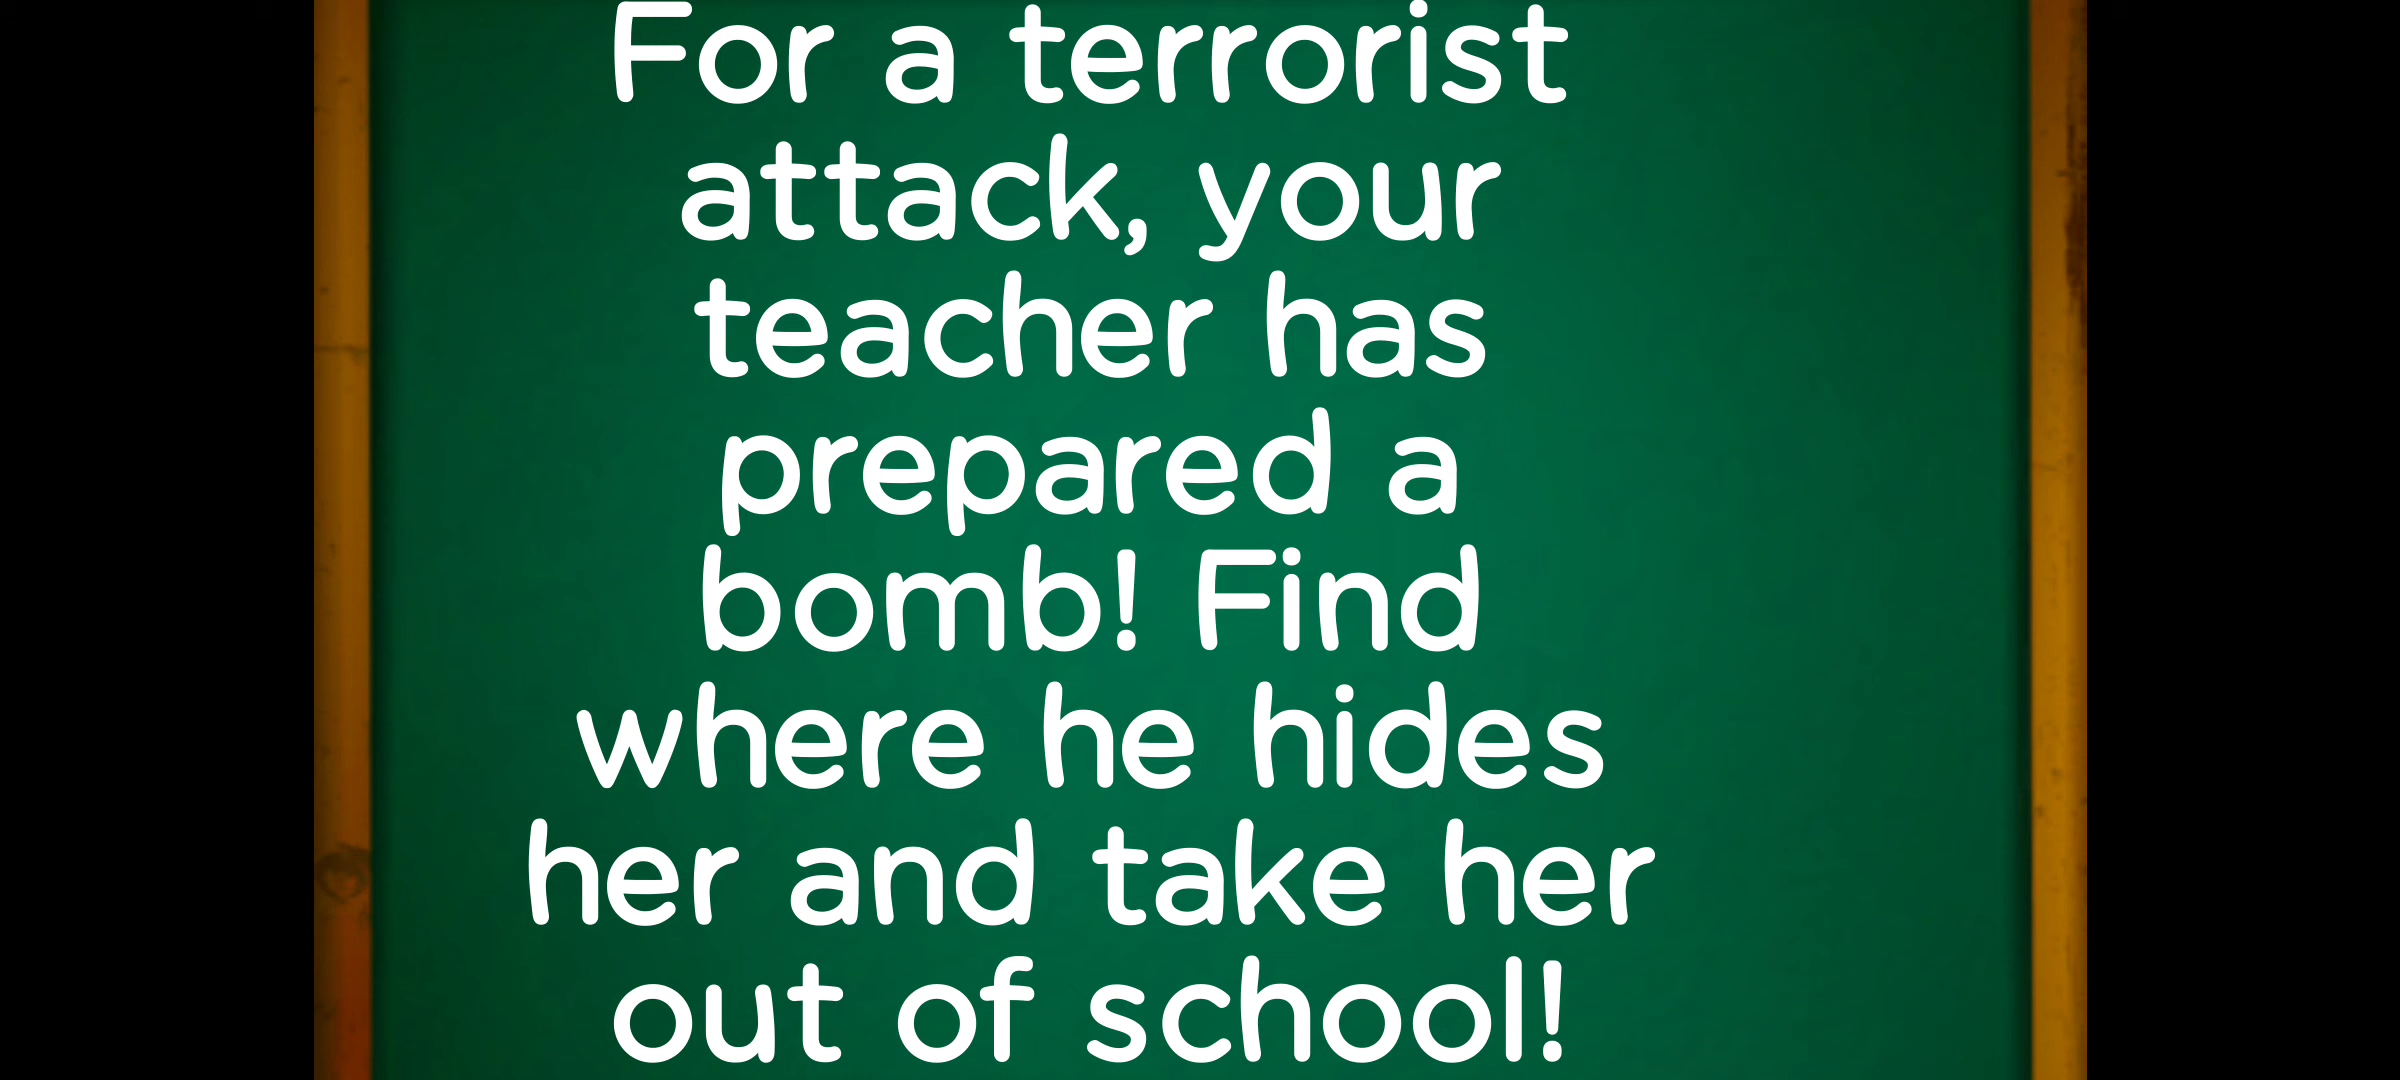 For a terrorist
attack, your
teacher has
prepared a
bomb! Find
where he hides
her and take her
out of school!